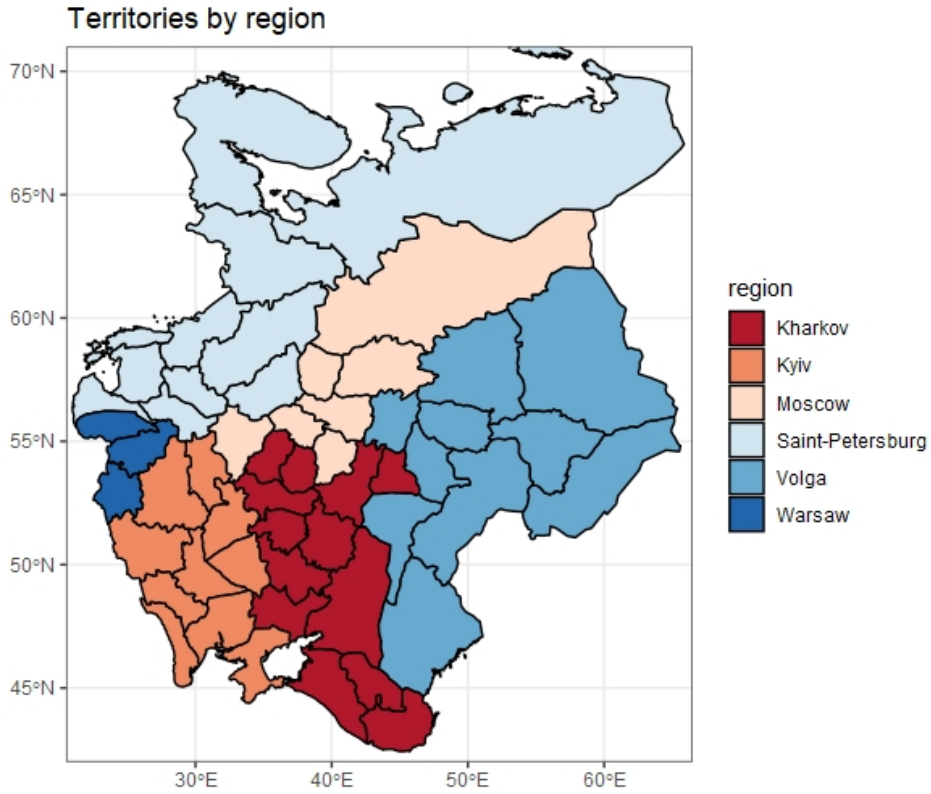 Territories by region
70°N
65°N
60°N
55°N
50°N
45°N
30°E
40°E
50°E
60°E
region
Kharkov
Kyiv
Moscow
Saint-Petersburg
Volga
Warsaw